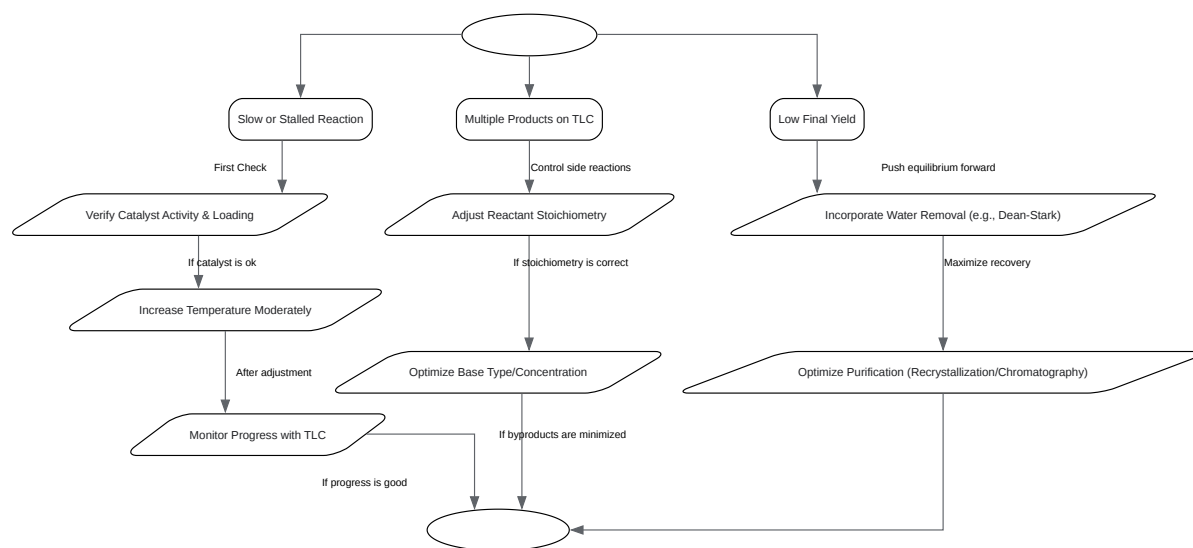 Slow or Stalled Reaction
Multiple Products on TLC
Low Final Yield
First Check
Control side reactions
Push equilibrium forward
Verify Catalyst Activity & Loading
Adjust Reactant Stoichiometry
Incorporate Water Removal (e.g., Dean-Stark)
If catalyst is ok
If stoichiometry is correct
Maximize recovery
Increase Temperature Moderately
After adjustment
Optimize Base Type/Concentration
Optimize Purification (Recrystallization/Chromatography)
Monitor Progress with TLC
If byproducts are minimized
If progress is good